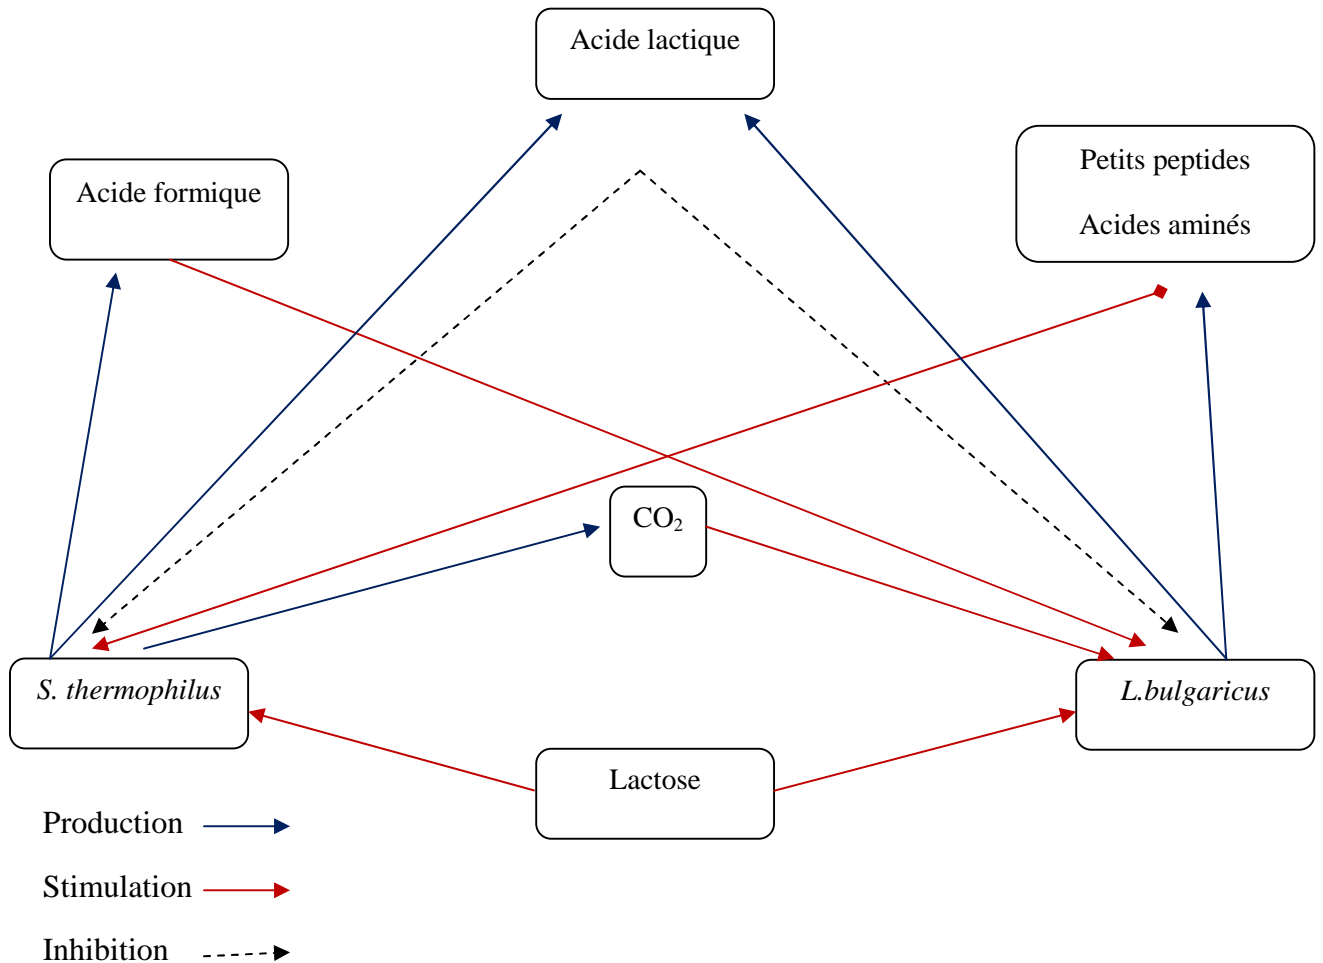 Acide lactique
Acide formique
Petits peptides
Acides aminés
CO₂
S. thermophilus
L.bulgaricus
Lactose
Production
Stimulation
Inhibition